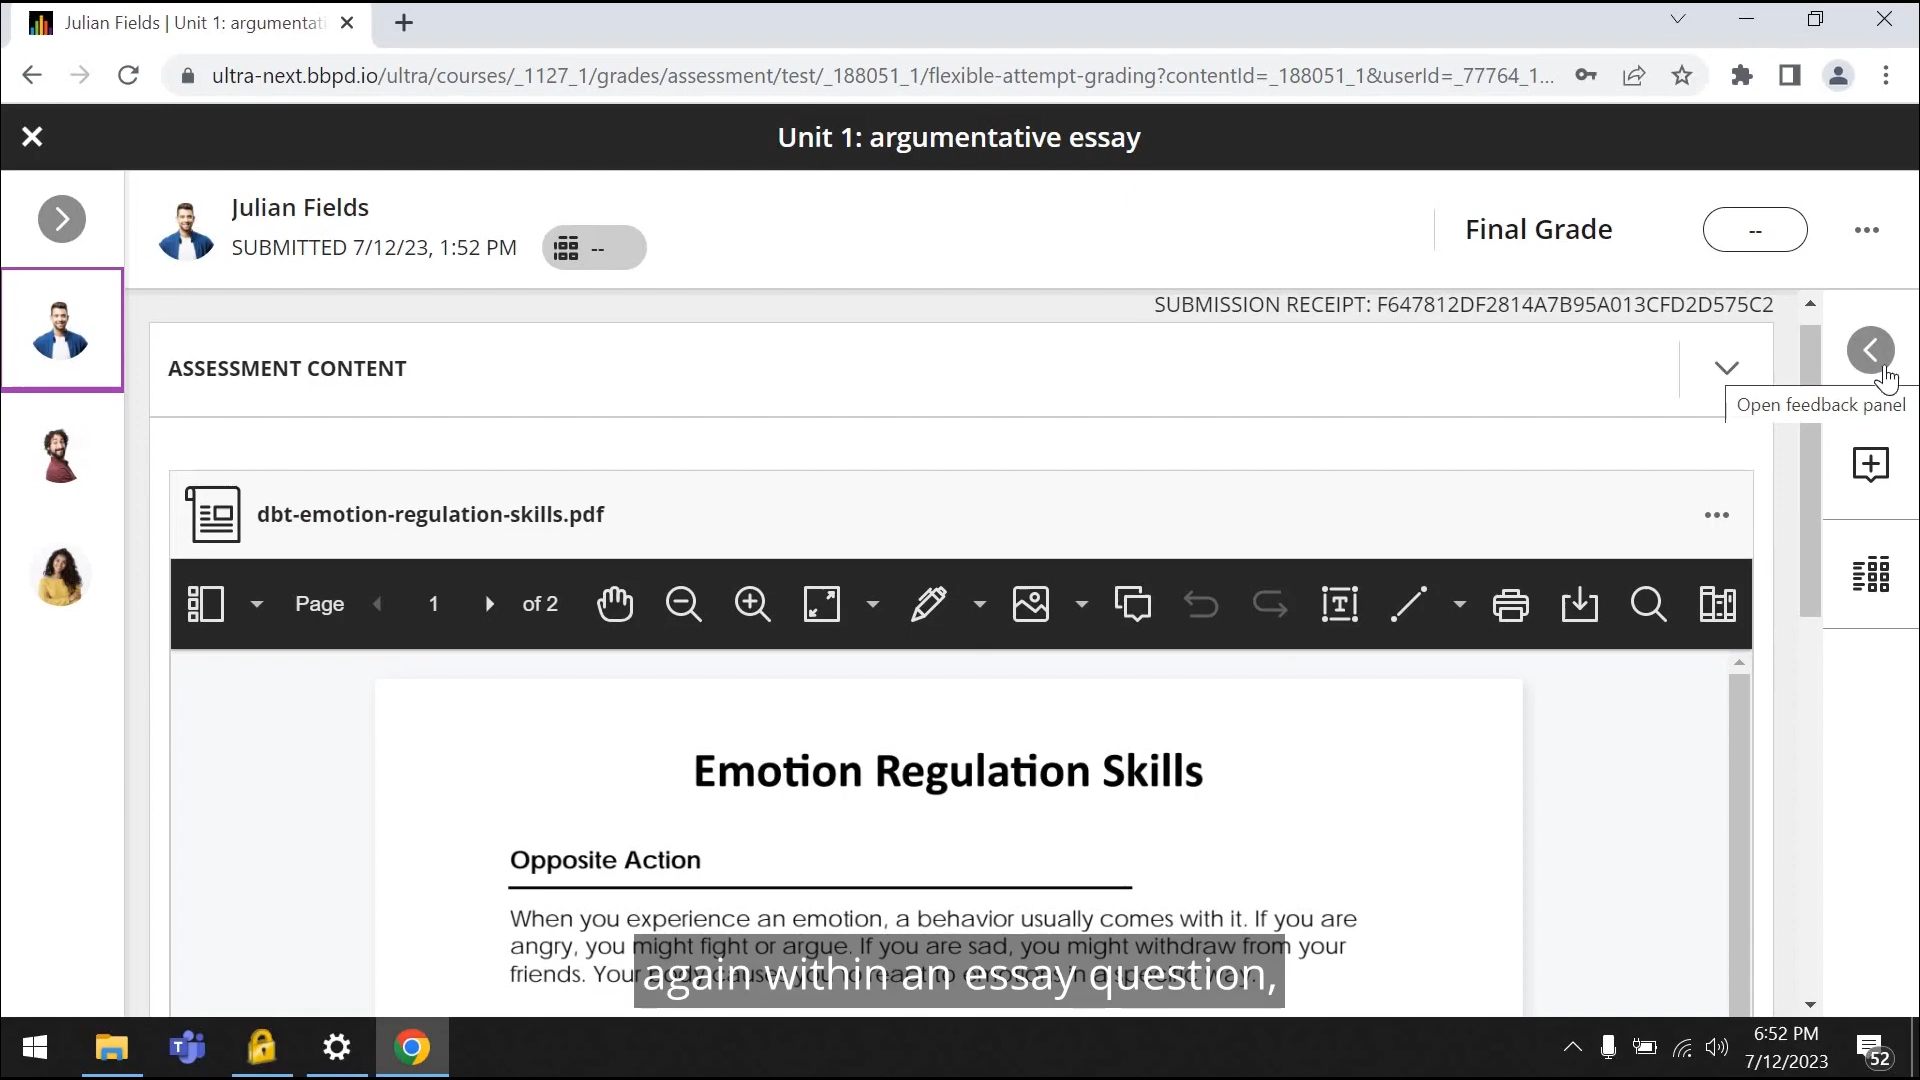 Julian Fields | Unit 1: argumentati
ultra-next.bbpd.io/ultra/courses/_1127_1/grades/assessment/test/_188051_1/flexible-attempt-grading?contentId=_188051_1&userId=_77764_1...
Unit 1: argumentative essay
Julian Fields
SUBMITTED 7/12/23, 1:52 PM
--
Final Grade
--
SUBMISSION RECEIPT: F647812DF2814A7B95A013CFD2D575C2
ASSESSMENT CONTENT
Open feedback panel
dbt-emotion-regulation-skills.pdf
Page 1 of 2
Emotion Regulation Skills
Opposite Action
When you experience an emotion, a behavior usually comes with it. If you are
angry, you might fight or argue. If you are sad, you might withdraw from your
friends. Your
again within an essay question,
6:52 PM
7/12/2023
52